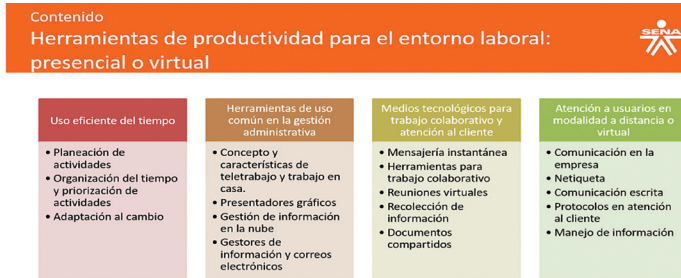 Contenido
Herramientas de productividad para el entorno laboral:
presencial o virtual
SENA
Uso eficiente del tiempo
• Planeación de
actividades
• Organización del tiempo
y priorización de
actividades
• Adaptación al cambio
Herramientas de uso
común en la gestión
administrativa
• Concepto y
características de
teletrabajo y trabajo en
casa.
• Presentadores gráficos
• Gestión de información
en la nube
• Gestores de
información y correos
electrónicos
Medios tecnológicos para
trabajo colaborativo y
atención al cliente
• Mensajería instantánea
• Herramientas para
trabajo colaborativo
• Reuniones virtuales
• Recolección de
información
• Documentos
compartidos
Atención a usuarios en
modalidad a distancia o
virtual
• Comunicación en la
empresa
• Netiqueta
• Comunicación escrita
• Protocolos en atención
al cliente
• Manejo de información